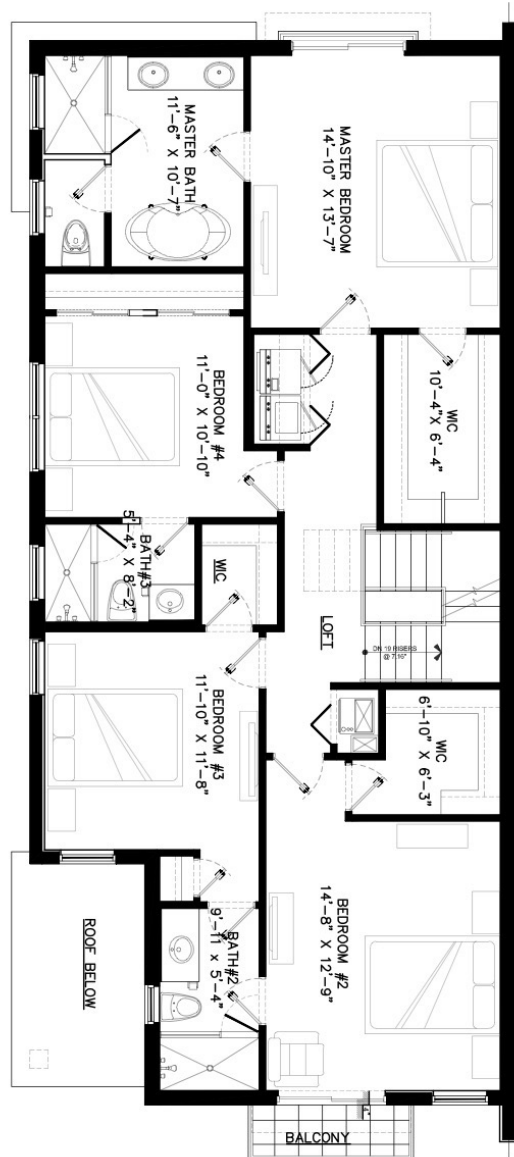 MASTER BATH
11'-6" X 10'-7"
MASTER BEDROOM
14'-10" X 13'-7"
WIC
10'-4"X 6'-4"
BEDROOM #4
11'-0" X 10'-10"
BATH#3
5'-4" X 8'-2"
WIC
LOFT
DN 19 RISERS
@ 7.16"
WIC
6'-10" X 6'-3"
BEDROOM #3
11'-10" X 11'-8"
BEDROOM #2
14'-8" X 12'-9"
BATH#2
9'-11 x 5'-4"
ROOF BELOW
BALCONY